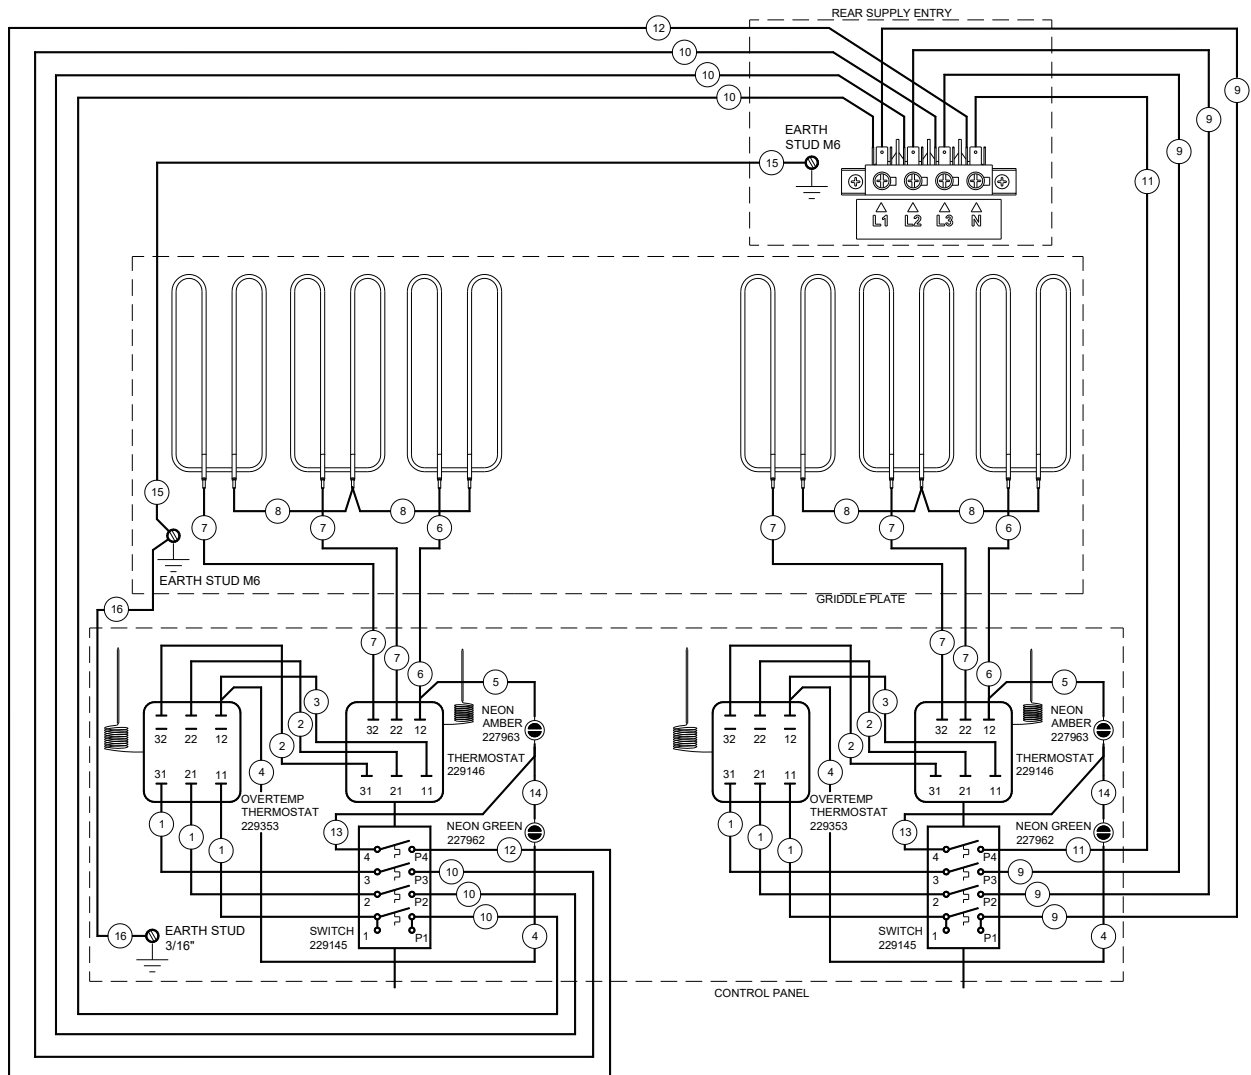 REAR SUPPLY ENTRY
12
10
10
10
9
9
9
11
EARTH
STUD M6
15
L1 L2 L3 N
15
8
8
7
7
6
8
8
7
7
6
EARTH STUD M6
GRIDDLE PLATE
16
7
7
6
5
3
2
2
4
NEON
AMBER
227963
32 22 12
31 21 11
32 22 12
31 21 11
THERMOSTAT
229146
OVERTEMP
THERMOSTAT
229353
1
1
1
13
14
NEON GREEN
227962
12
4 P4
3 P3
2 P2
1 P1
10
10
10
SWITCH
229145
4
16
EARTH STUD
3/16"
7
7
6
5
3
2
2
4
NEON
AMBER
227963
32 22 12
31 21 11
32 22 12
31 21 11
THERMOSTAT
229146
OVERTEMP
THERMOSTAT
229353
1
1
1
13
14
NEON GREEN
227962
11
4 P4
3 P3
2 P2
1 P1
9
9
9
SWITCH
229145
4
CONTROL PANEL